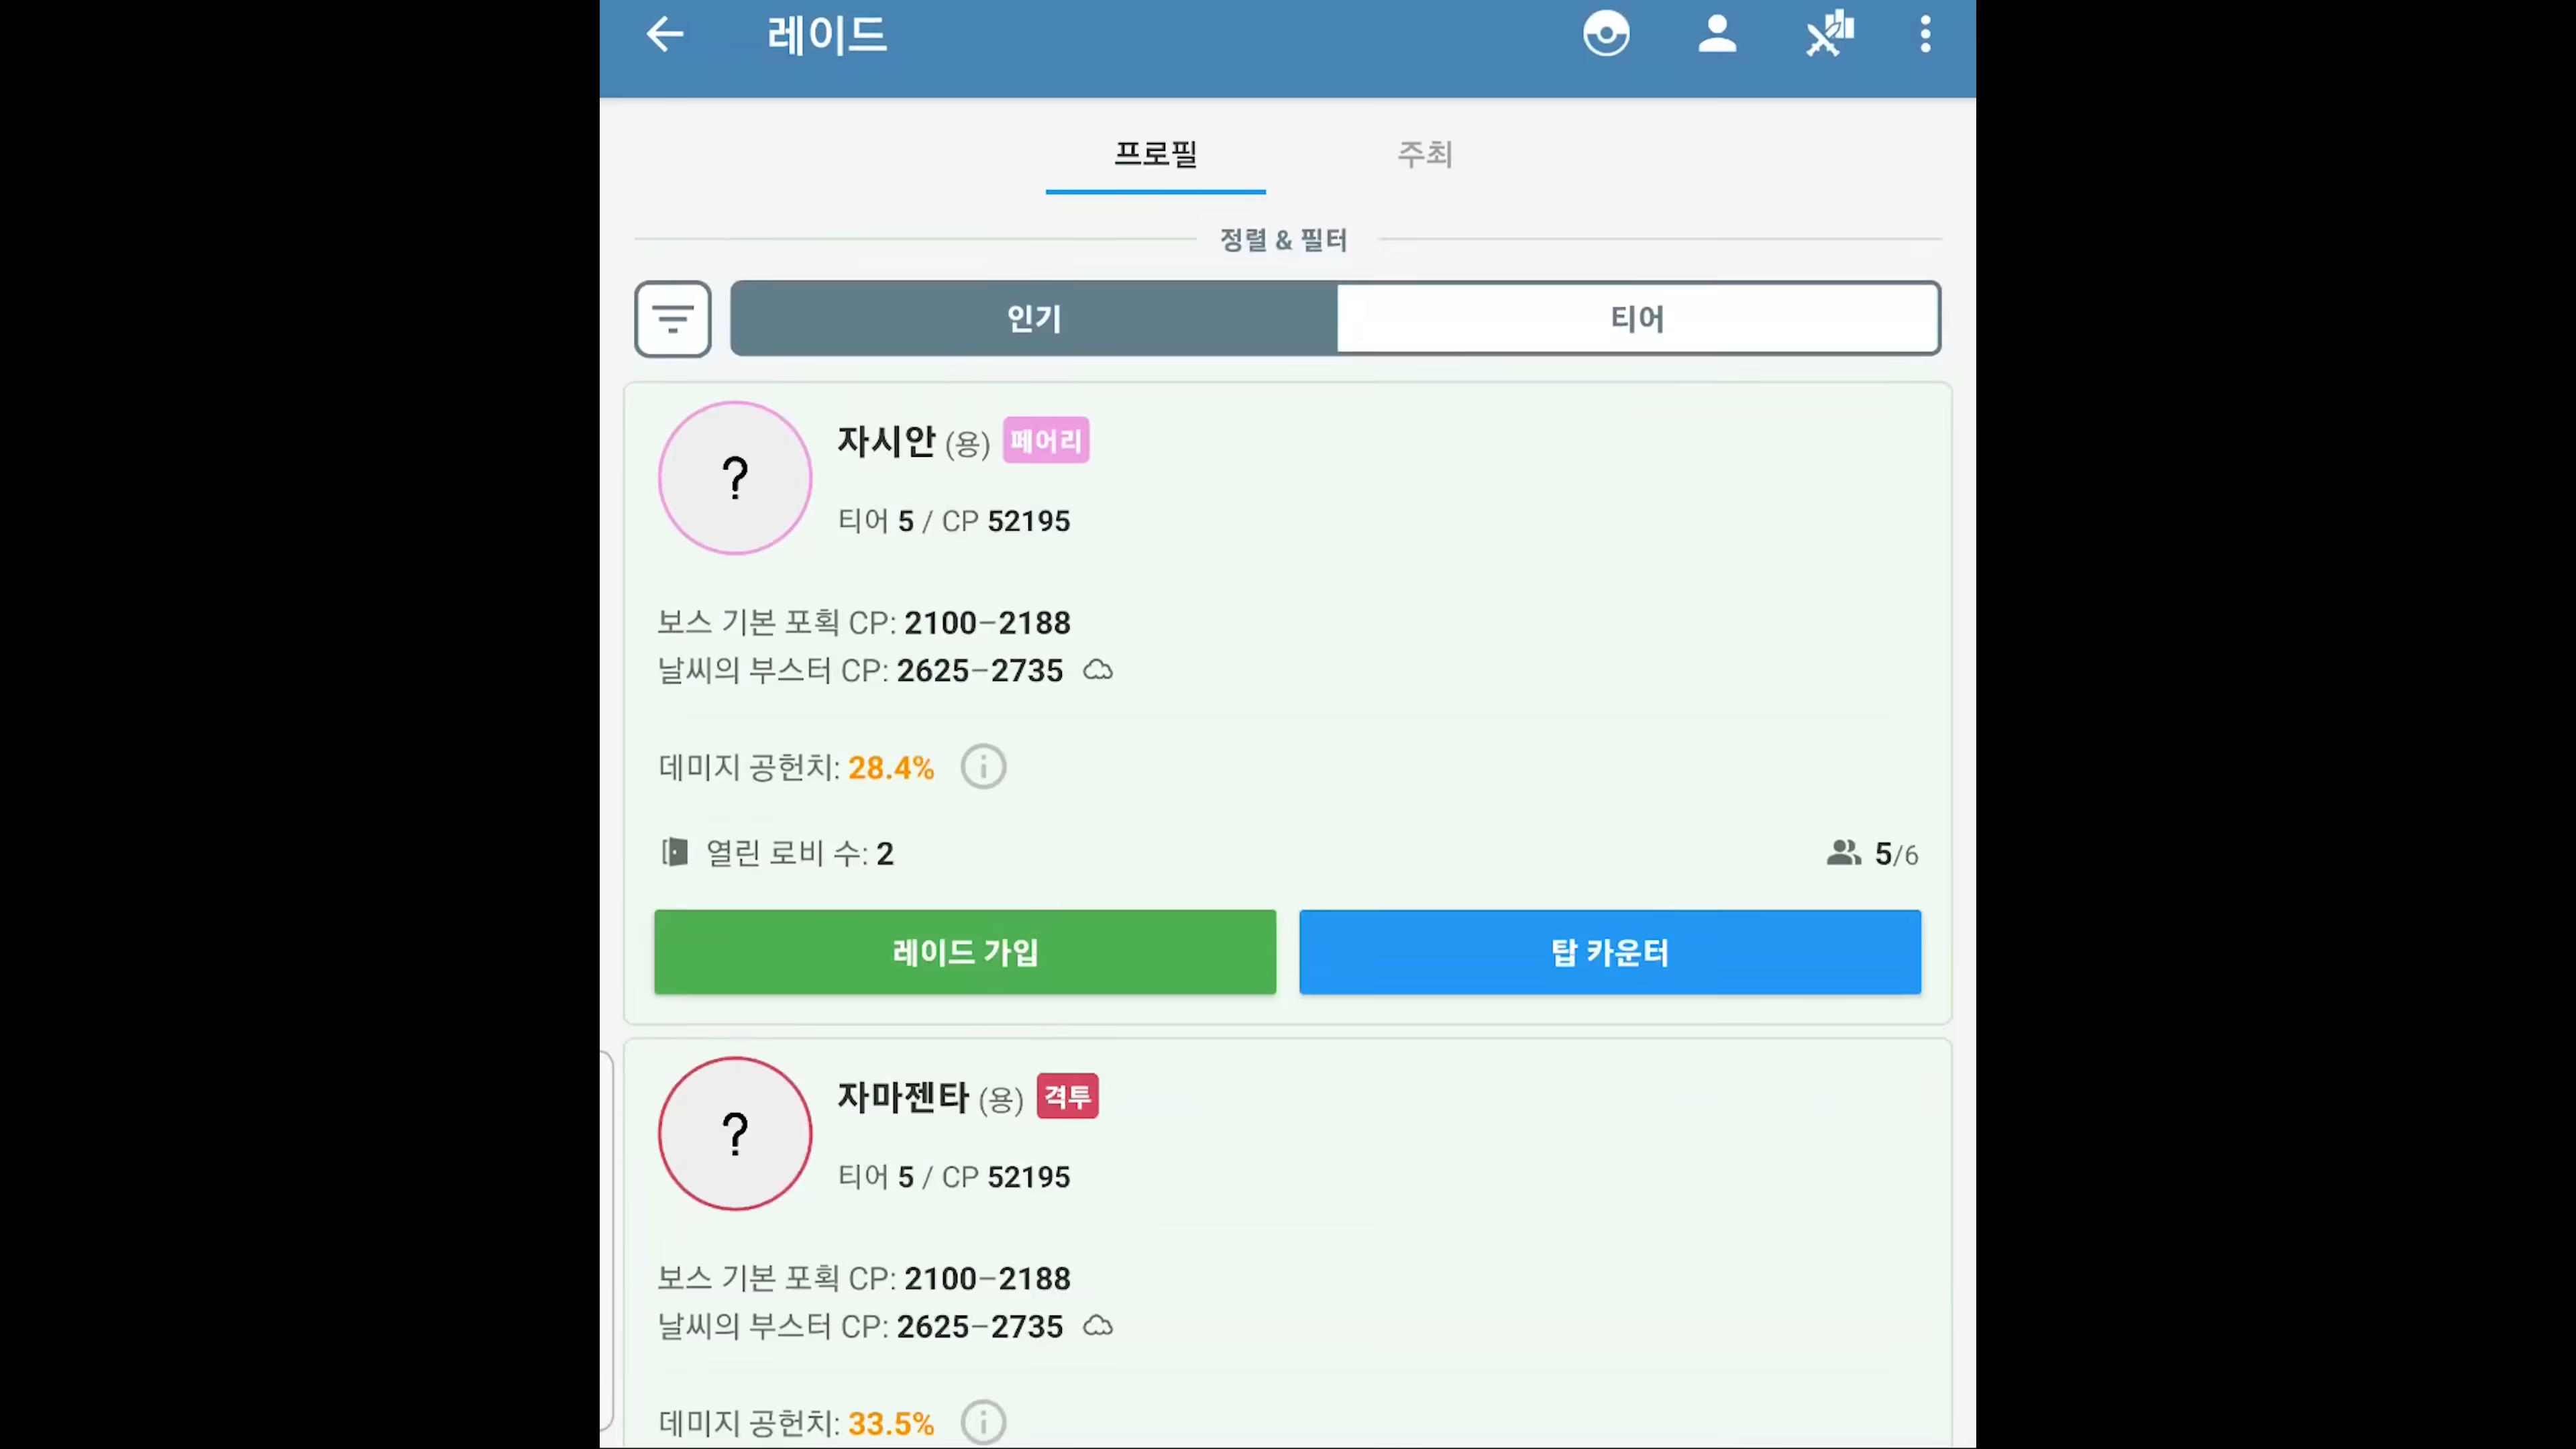 레이드
프로필 주최
정렬 & 필터
인기 티어
?
자시안 (용) 페어리
티어 5 / CP 52195
보스 기본 포획 CP: 2100–2188
날씨의 부스터 CP: 2625–2735
데미지 공헌치: 28.4%
열린 로비 수: 2 5/6
레이드 가입 탑 카운터
?
자마젠타 (용) 격투
티어 5 / CP 52195
보스 기본 포획 CP: 2100–2188
날씨의 부스터 CP: 2625–2735
데미지 공헌치: 33.5%